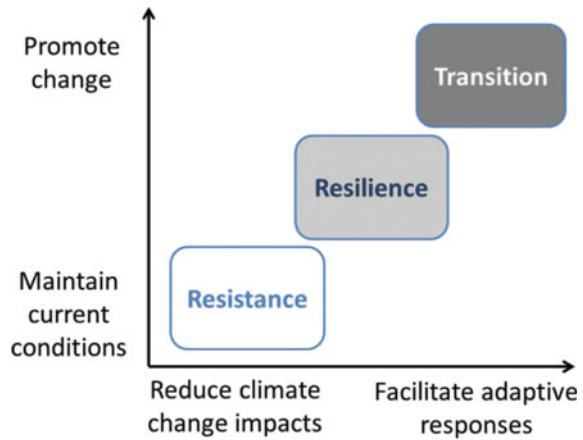 Promote
change
Transition
Resilience
Maintain
current
conditions
Resistance
Reduce climate
change impacts
Facilitate adaptive
responses